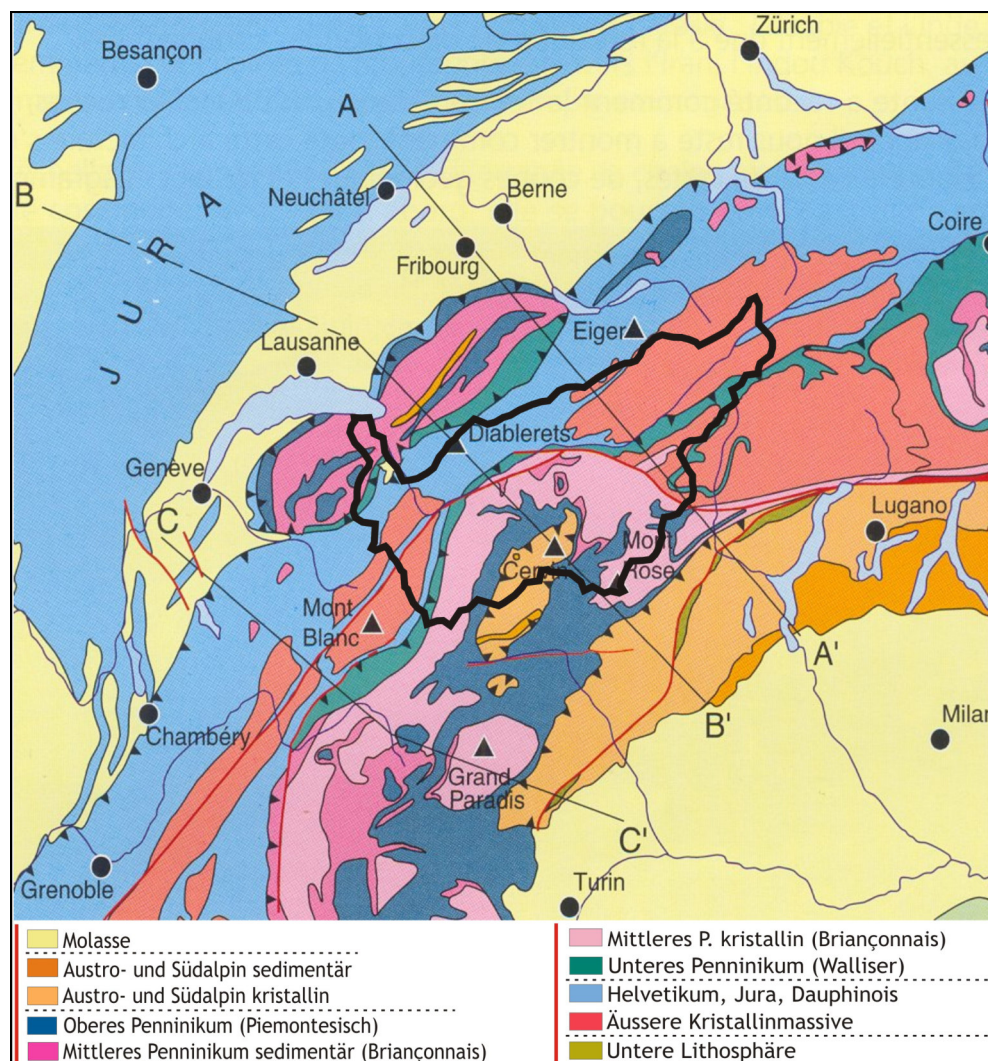 Zürich
Besançon
A
Neuchâtel
Berne
B
Coire
Fribourg
J U R A
Eiger
Lausanne
Diablerets
Genève
C
Lugano
Mont
Rose
Mont
Blanc
A'
B'
Milan
Chambéry
Grand
Paradis
C'
Grenoble
Turin
Molasse
Austro- und Südalpin sedimentär
Austro- und Südalpin kristallin
Oberes Penninikum (Piemontesisch)
Mittleres Penninikum sedimentär (Briançonnais)
Mittleres P. kristallin (Briançonnais)
Unteres Penninikum (Walliser)
Helvetikum, Jura, Dauphinois
Äussere Kristallinmassive
Untere Lithosphäre